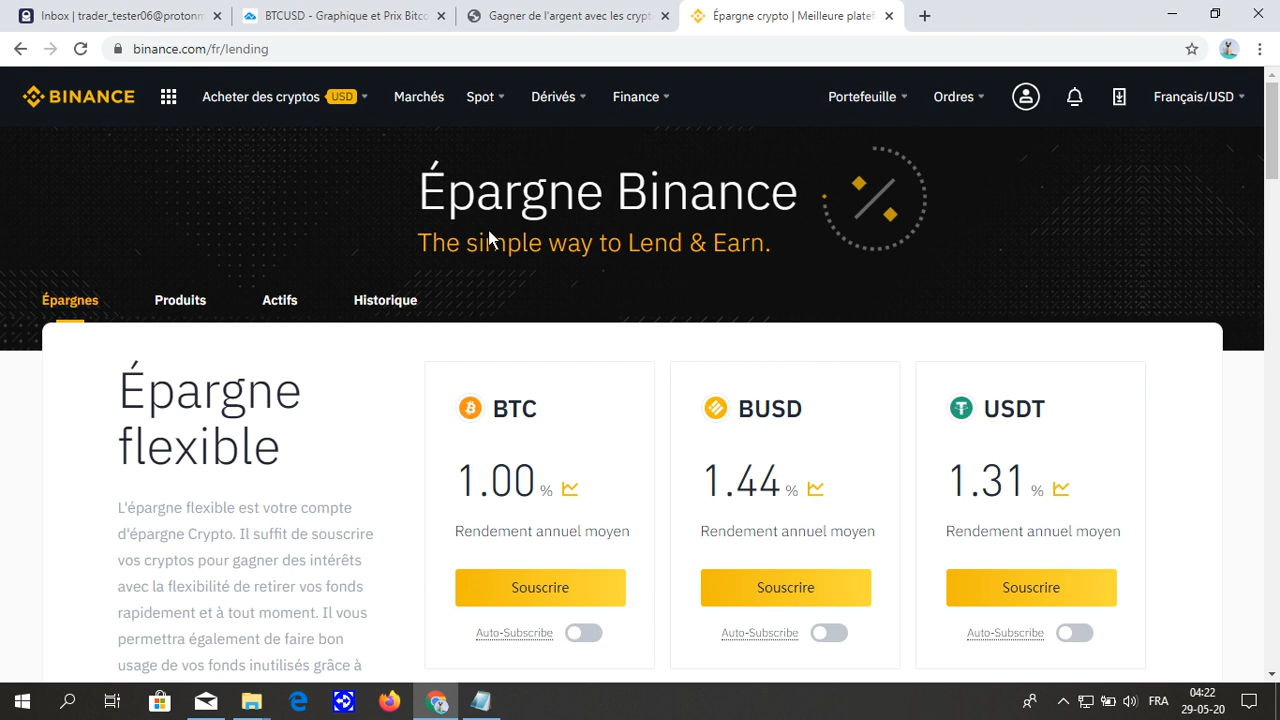 Inbox | trader_tester06@protonm
BTCUSD - Graphique et Prix Bitco
Gagner de l'argent avec les crypt
Épargne crypto | Meilleure platef
binance.com/fr/lending
BINANCE
Acheter des cryptos USD
Marchés
Spot
Dérivés
Finance
Portefeuille
Ordres
Français/USD
Épargne Binance
The simple way to Lend & Earn.
Épargnes
Produits
Actifs
Historique
Épargne
flexible
L'épargne flexible est votre compte
d'épargne Crypto. Il suffit de souscrire
vos cryptos pour gagner des intérêts
avec la flexibilité de retirer vos fonds
rapidement et à tout moment. Il vous
permettra également de faire bon
usage de vos fonds inutilisés grâce à
BTC
1.00 %
Rendement annuel moyen
Souscrire
Auto-Subscribe
BUSD
1.44 %
Rendement annuel moyen
Souscrire
Auto-Subscribe
USDT
1.31 %
Rendement annuel moyen
Souscrire
Auto-Subscribe
FRA
04:22
29-05-20